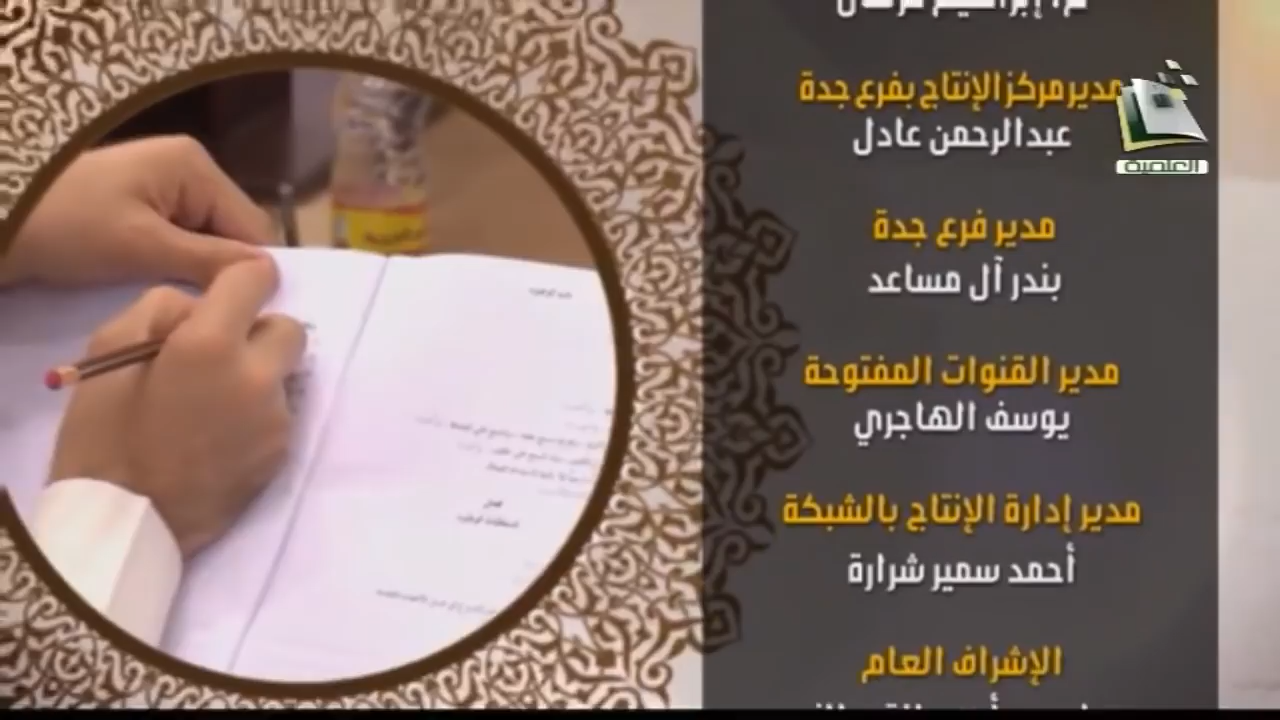 مدير مركز الإنتاج بفرع جدة
عبدالرحمن عادل
العلمية
مدير فرع جدة
بندر آل مساعد
مدير القنوات المفتوحة
يوسف الهاجري
مدير إدارة الإنتاج بالشبكة
أحمد سمير شرارة
الإشراف العام